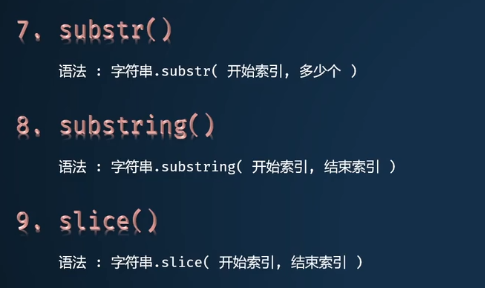 7. substr()
语法 : 字符串.substr( 开始索引, 多少个 )
8. substring()
语法 : 字符串.substring( 开始索引, 结束索引 )
9. slice()
语法 : 字符串.slice( 开始索引, 结束索引 )